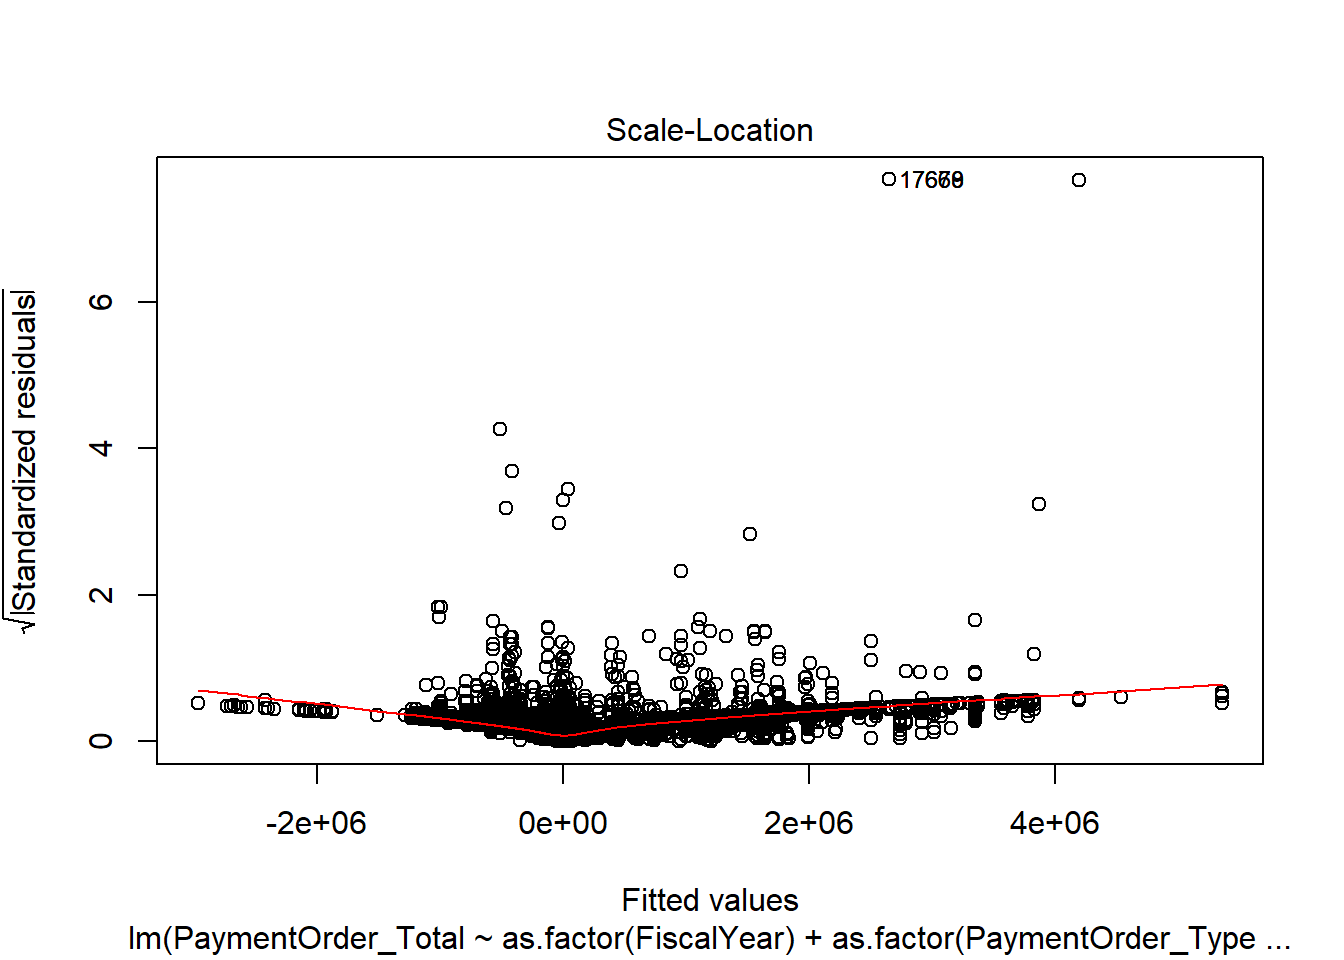 Scale-Location
√|Standardized residuals|
6
4
2
0
-2e+06 0e+00 2e+06 4e+06
Fitted values
lm(PaymentOrder_Total ~ as.factor(FiscalYear) + as.factor(PaymentOrder_Type ...